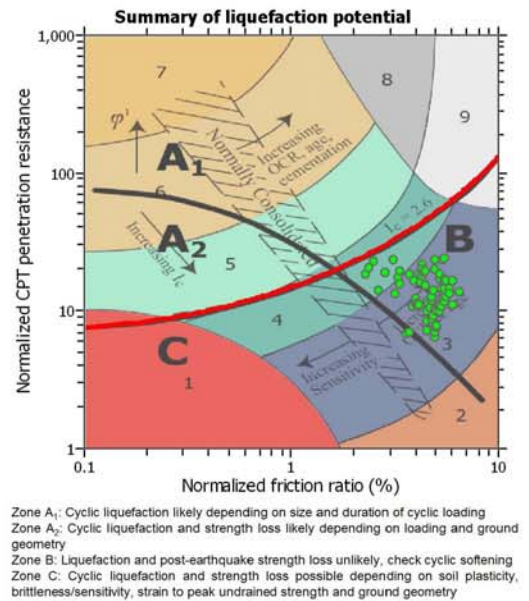 Summary of liquefaction potential
1,000
100
10
1
0.1
1
10
Normalized CPT penetration resistance
Normalized friction ratio (%)
7
8
9
φ'
A1
Normally Consolidated
Increasing
OCR, age,
cementation
6
A2
Increasing Ic
5
Ic = 2.6
B
4
C
1
Increasing
Sensitivity
3
2
Zone A1: Cyclic liquefaction likely depending on size and duration of cyclic loading
Zone A2: Cyclic liquefaction and strength loss likely depending on loading and ground
geometry
Zone B: Liquefaction and post-earthquake strength loss unlikely, check cyclic softening
Zone C: Cyclic liquefaction and strength loss possible depending on soil plasticity,
brittleness/sensitivity, strain to peak undrained strength and ground geometry